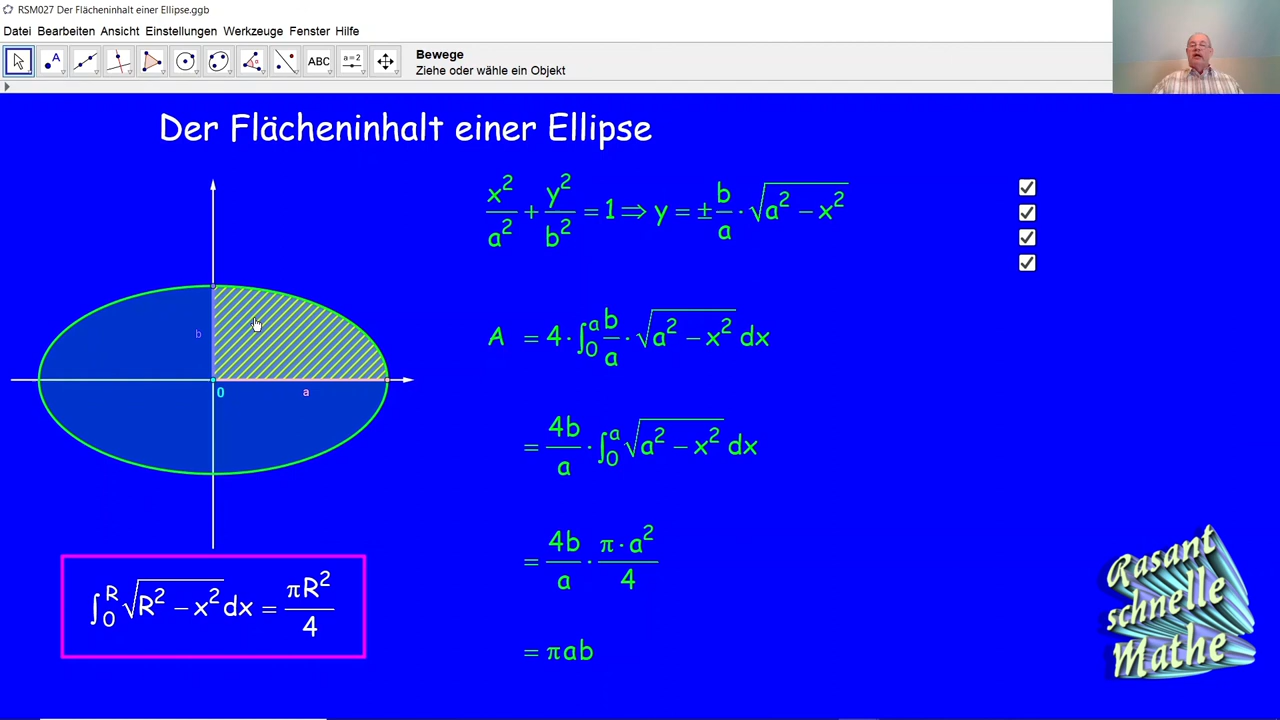 RSM027 Der Flächeninhalt einer Ellipse.ggb
Datei Bearbeiten Ansicht Einstellungen Werkzeuge Fenster Hilfe
A ABC a=2
Bewege
Ziehe oder wähle ein Objekt
Der Flächeninhalt einer Ellipse
x²/a² + y²/b² = 1 ⇒ y = ± b/a · √(a² − x²)
A = 4 · ∫₀ᵃ b/a · √(a² − x²) dx
= 4b/a · ∫₀ᵃ √(a² − x²) dx
= 4b/a · π · a²/4
= πab
b
0
a
∫₀ᴿ √(R² − x²) dx = πR²/4
Rasant
schnelle
Mathe